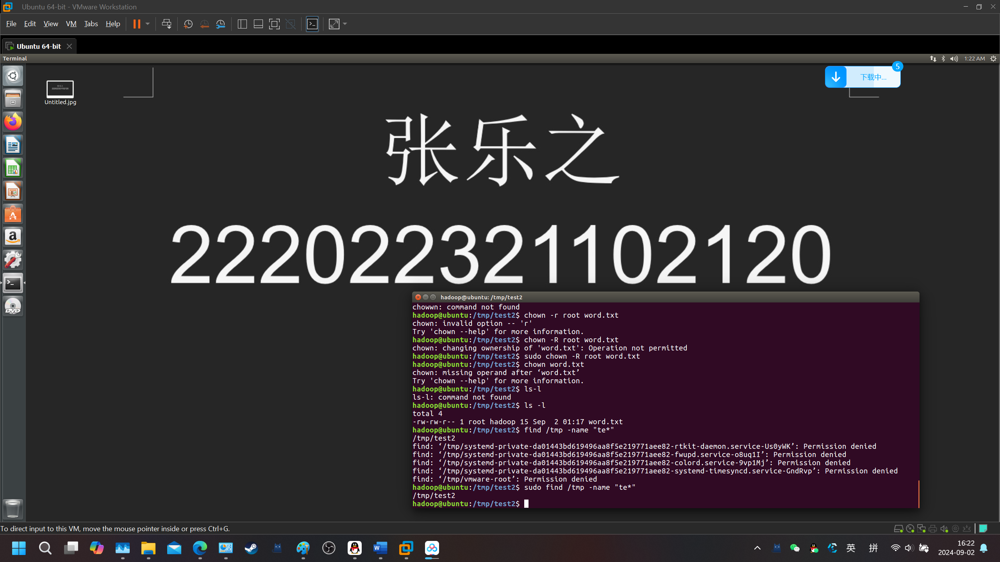 Ubuntu 64-bit - VMware Workstation
File Edit View VM Tabs Help
Ubuntu 64-bit
Terminal
1:22 AM
5
下载中...
Untitled.jpg
张乐之
222022321102120
hadoop@ubuntu: /tmp/test2
chowwn: command not found
hadoop@ubuntu:/tmp/test2$ chown -r root word.txt
chown: invalid option -- 'r'
Try 'chown --help' for more information.
hadoop@ubuntu:/tmp/test2$ chown -R root word.txt
chown: changing ownership of 'word.txt': Operation not permitted
hadoop@ubuntu:/tmp/test2$ sudo chown -R root word.txt
hadoop@ubuntu:/tmp/test2$ chown word.txt
chown: missing operand after ‘word.txt’
Try 'chown --help' for more information.
hadoop@ubuntu:/tmp/test2$ ls-l
ls-l: command not found
hadoop@ubuntu:/tmp/test2$ ls -l
total 4
-rw-rw-r-- 1 root hadoop 15 Sep  2 01:17 word.txt
hadoop@ubuntu:/tmp/test2$ find /tmp -name "te*"
/tmp/test2
find: ‘/tmp/systemd-private-da01443bd619496aa8f5e219771aee82-rtkit-daemon.service-Us0yWK’: Permission denied
find: ‘/tmp/systemd-private-da01443bd619496aa8f5e219771aee82-fwupd.service-o8uq1I’: Permission denied
find: ‘/tmp/systemd-private-da01443bd619496aa8f5e219771aee82-colord.service-9vp1Mj’: Permission denied
find: ‘/tmp/systemd-private-da01443bd619496aa8f5e219771aee82-systemd-timesyncd.service-GndRvp’: Permission denied
find: ‘/tmp/vmware-root’: Permission denied
hadoop@ubuntu:/tmp/test2$ sudo find /tmp -name "te*"
/tmp/test2
hadoop@ubuntu:/tmp/test2$
To direct input to this VM, move the mouse pointer inside or press Ctrl+G.
英 拼
16:22
2024-09-02